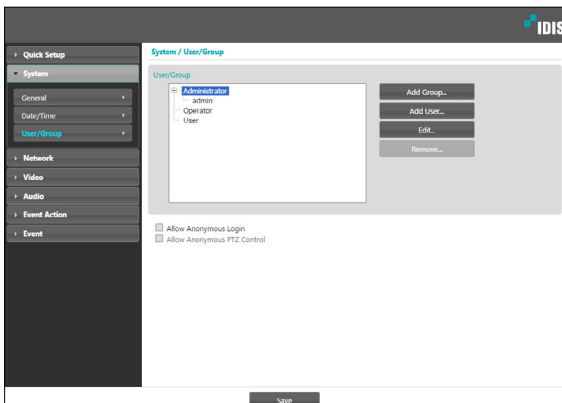 IDIS
Quick Setup
System
General
Date/Time
User/Group
Network
Video
Audio
Event Action
Event
System / User/Group
User/Group
Administrator
admin
Operator
User
Add Group...
Add User...
Edit...
Remove...
Allow Anonymous Login
Allow Anonymous PTZ Control
Save